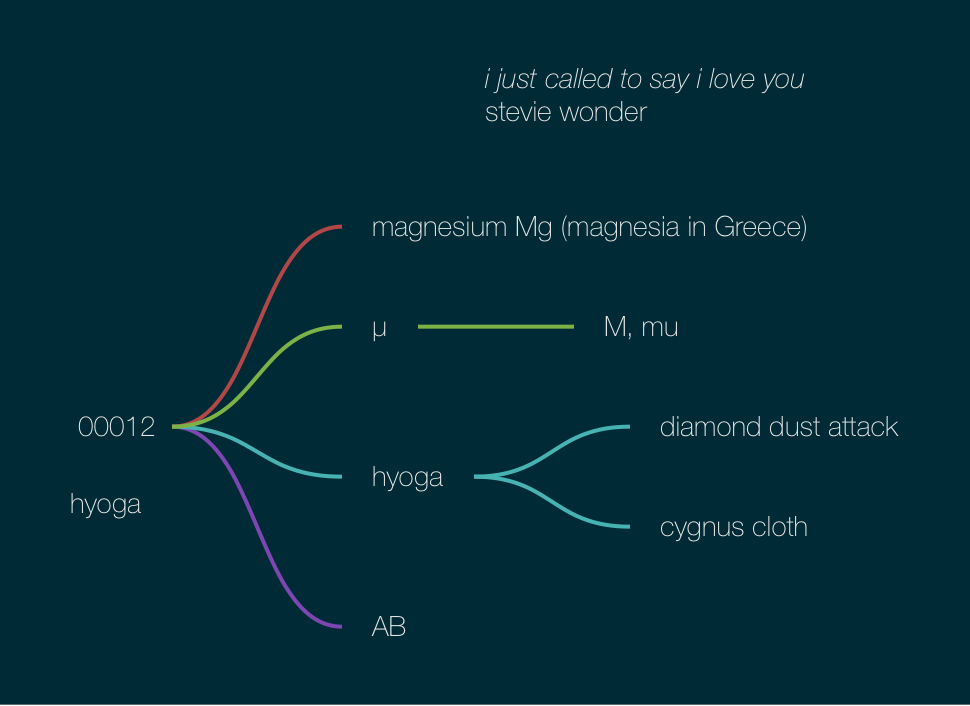 i just called to say i love you
stevie wonder
magnesium Mg (magnesia in Greece)
µ
M, mu
00012
diamond dust attack
hyoga
hyoga
cygnus cloth
AB